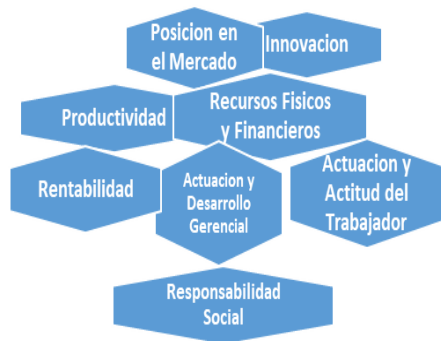 Posicion en
el Mercado
Innovacion
Productividad
Recursos Fisicos
y Financieros
Rentabilidad
Actuacion y
Desarrollo
Gerencial
Actuacion y
Actitud del
Trabajador
Responsabilidad
Social